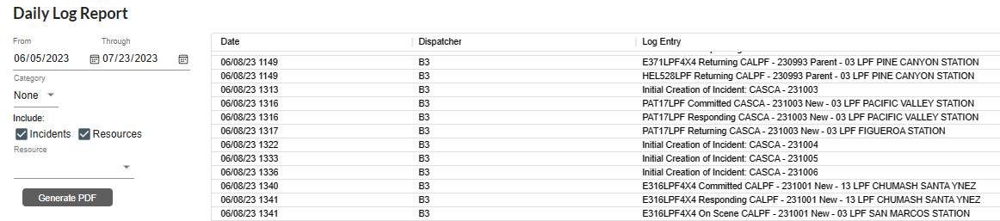 Daily Log Report
From Through
06/05/2023 07/23/2023
Category
None
Include:
Incidents Resources
Resource
Generate PDF
Date Dispatcher Log Entry
06/08/23 1149 B3 E371LPF4X4 Returning CALPF - 230993 Parent - 03 LPF PINE CANYON STATION
06/08/23 1149 B3 HEL528LPF Returning CALPF - 230993 Parent - 03 LPF PINE CANYON STATION
06/08/23 1313 B3 Initial Creation of Incident: CASCA - 231003
06/08/23 1316 B3 PAT17LPF Committed CASCA - 231003 New - 03 LPF PACIFIC VALLEY STATION
06/08/23 1316 B3 PAT17LPF Responding CASCA - 231003 New - 03 LPF PACIFIC VALLEY STATION
06/08/23 1317 B3 PAT17LPF Returning CASCA - 231003 New - 03 LPF FIGUEROA STATION
06/08/23 1322 B3 Initial Creation of Incident: CASCA - 231004
06/08/23 1333 B3 Initial Creation of Incident: CASCA - 231005
06/08/23 1336 B3 Initial Creation of Incident: CASCA - 231006
06/08/23 1340 B3 E316LPF4X4 Committed CALPF - 231001 New - 13 LPF CHUMASH SANTA YNEZ
06/08/23 1341 B3 E316LPF4X4 Responding CALPF - 231001 New - 13 LPF CHUMASH SANTA YNEZ
06/08/23 1341 B3 E316LPF4X4 On Scene CALPF - 231001 New - 03 LPF SAN MARCOS STATION